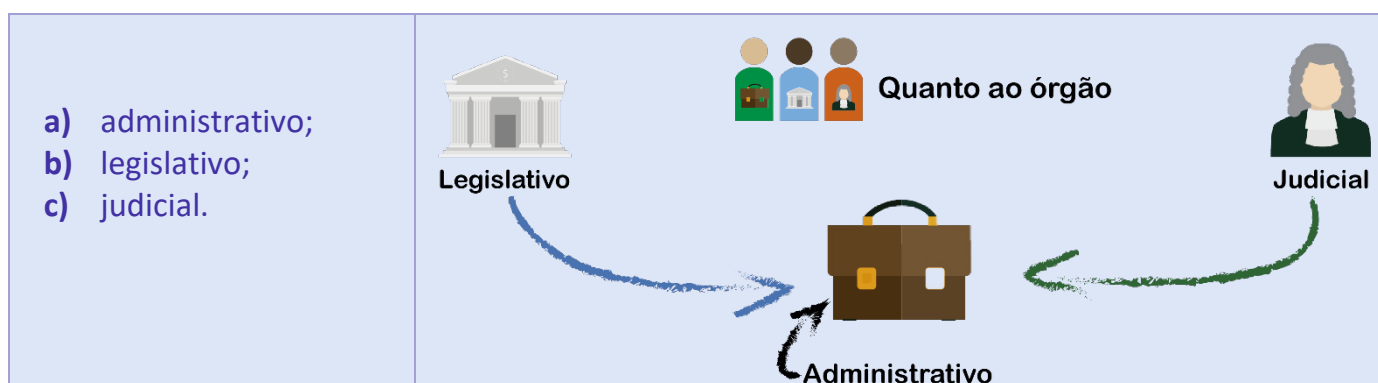 a) administrativo;
b) legislativo;
c) judicial.
Quanto ao órgão
Legislativo
Judicial
Administrativo